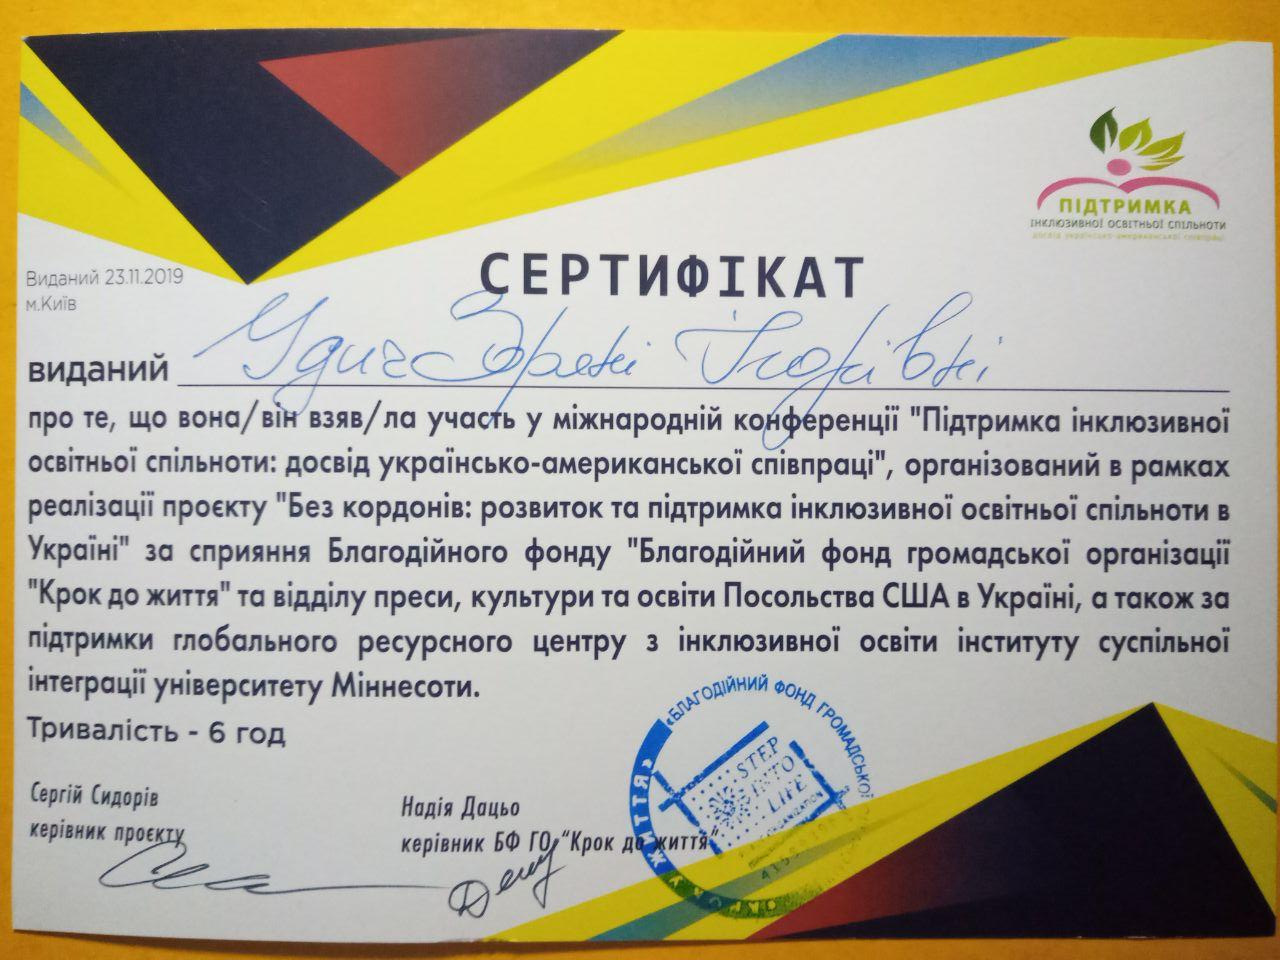 ПІДТРИМКА
ІНКЛЮЗИВНОЇ ОСВІТНЬОЇ СПІЛЬНОТИ
досвід українсько-американської співпраці
Виданий 23.11.2019
м.Київ
СЕРТИФІКАТ
виданий Удич Зоряні Ігорівні
про те, що вона/він взяв/ла участь у міжнародній конференції "Підтримка інклюзивної
освітньої спільноти: досвід українсько-американської співпраці", організований в рамках
реалізації проєкту "Без кордонів: розвиток та підтримка інклюзивної освітньої спільноти в
Україні" за сприяння Благодійного фонду "Благодійний фонд громадської організації
"Крок до життя" та відділу преси, культури та освіти Посольства США в Україні, а також за
підтримки глобального ресурсного центру з інклюзивної освіти інституту суспільної
інтеграції університету Міннесоти.
Тривалість - 6 год
Сергій Сидорів
керівник проєкту
Надія Дацьо
керівник БФ ГО "Крок до життя"
«БЛАГОДІЙНИЙ ФОНД ГРОМАДСЬКОЇ
ЖИТТЯ»
STEP
INTO
LIFE
ORGANIZATION